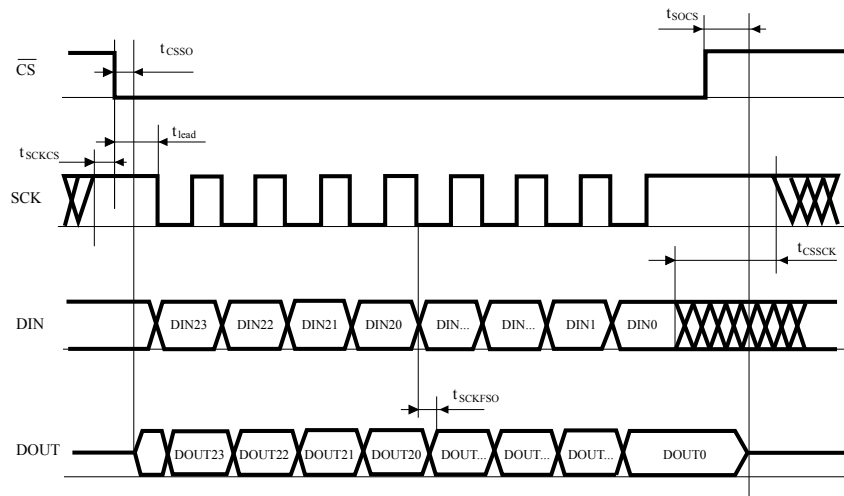 t_SOCS
t_CSSO
C̅S̅
t_lead
t_SCKCS
SCK
t_CSSCK
DIN
DIN23 DIN22 DIN21 DIN20 DIN... DIN... DIN1 DIN0
t_SCKFSO
DOUT
DOUT23 DOUT22 DOUT21 DOUT20 DOUT... DOUT... DOUT... DOUT0